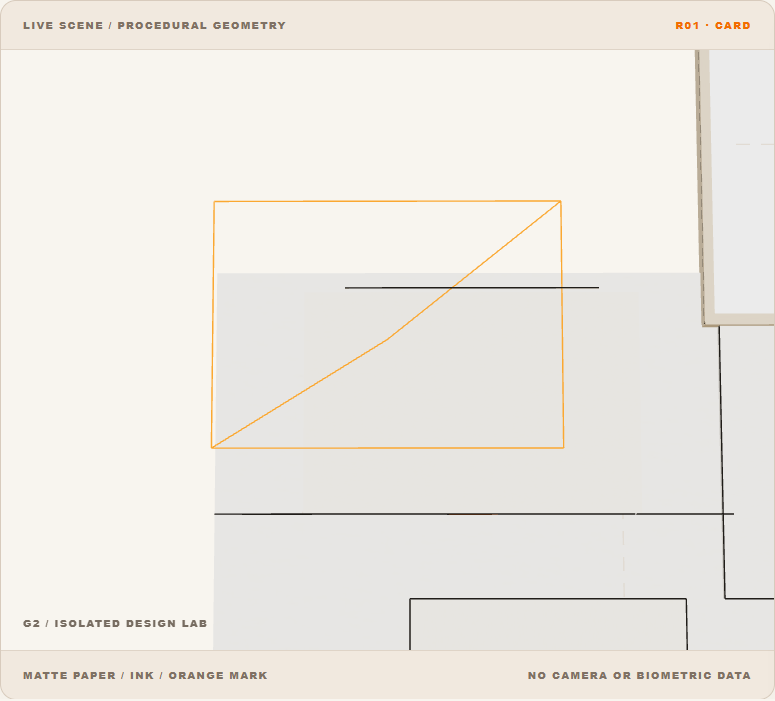 LIVE SCENE / PROCEDURAL GEOMETRY
R01 · CARD
G2 / ISOLATED DESIGN LAB
MATTE PAPER / INK / ORANGE MARK
NO CAMERA OR BIOMETRIC DATA